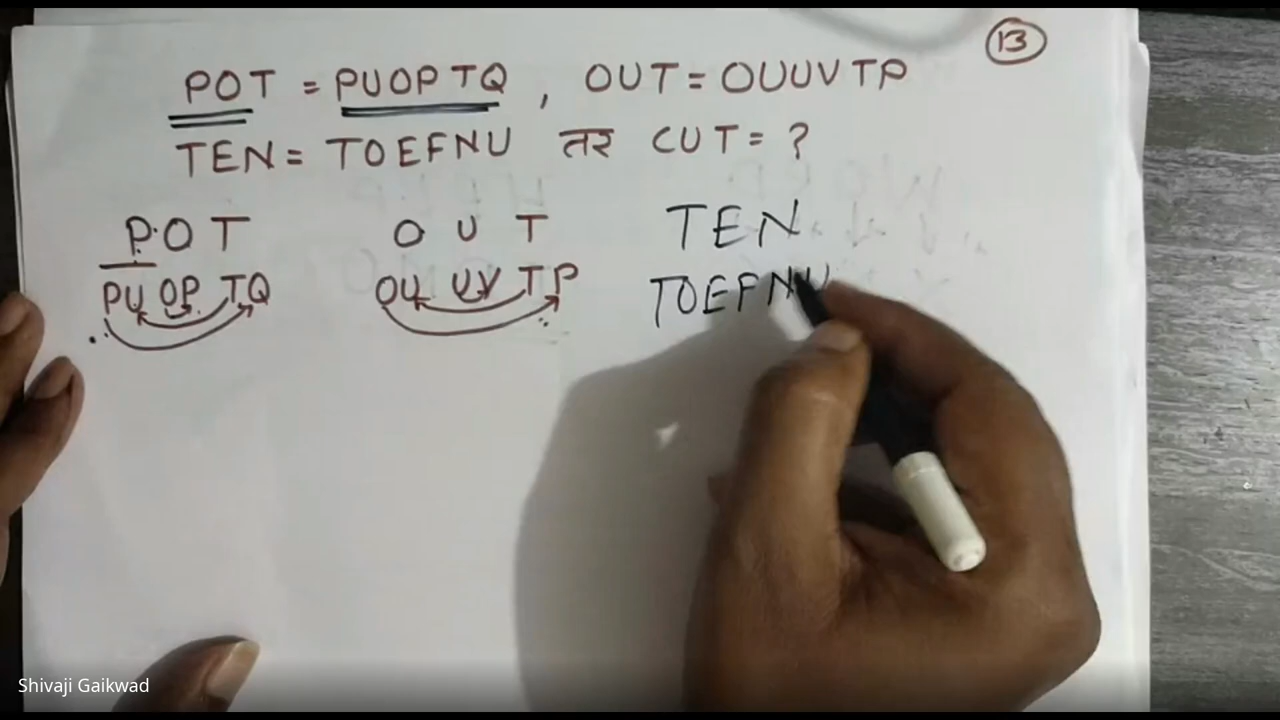 13
POT = PUOPTQ , OUT = OUUVTP
TEN = TOEFNU तर CUT = ?
POT OUT TEN
PU OP TQ OU UV TP TOEFNU
Shivaji Gaikwad